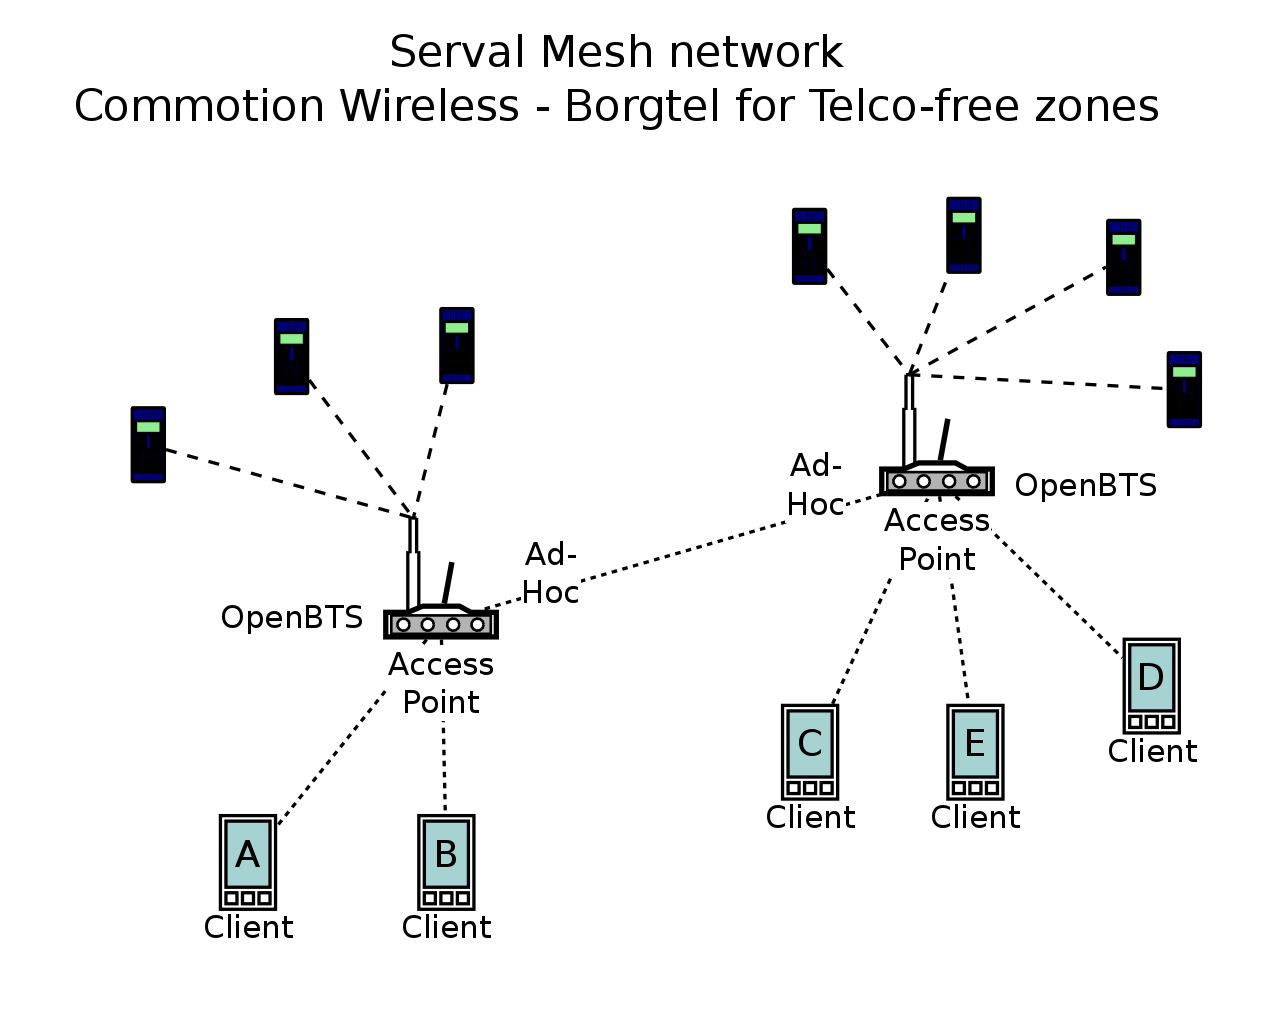 Serval Mesh network
Commotion Wireless - Borgtel for Telco-free zones
Ad-
Hoc
OpenBTS
Access
Point
Ad-
Hoc
OpenBTS
Access
Point
D
Client
C
Client
E
Client
A
Client
B
Client